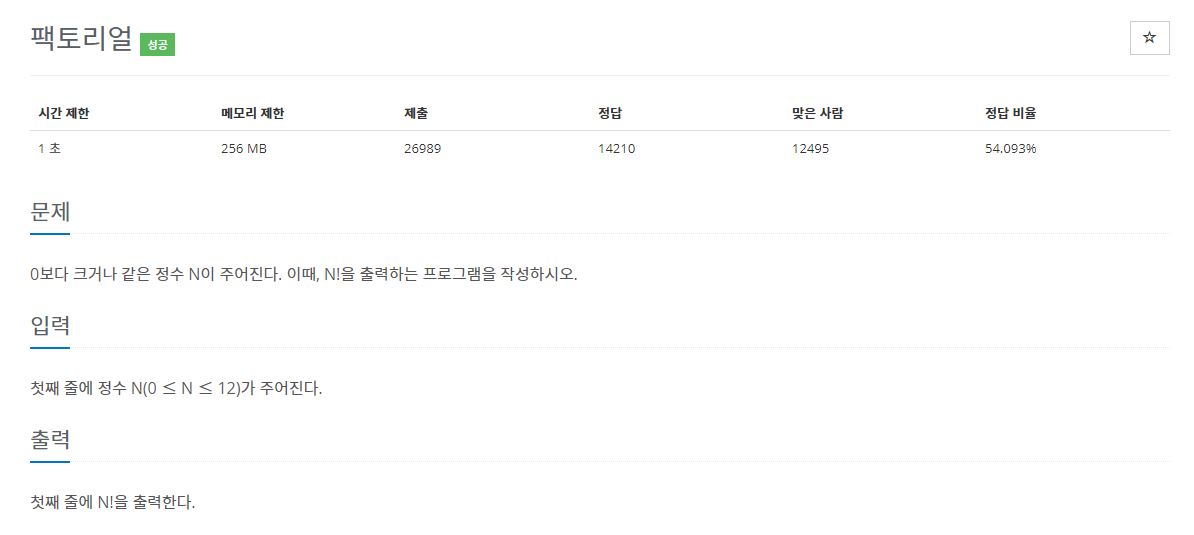 팩토리얼 성공
☆
시간 제한 메모리 제한 제출 정답 맞은 사람 정답 비율
1 초 256 MB 26989 14210 12495 54.093%
문제
0보다 크거나 같은 정수 N이 주어진다. 이때, N!을 출력하는 프로그램을 작성하시오.
입력
첫째 줄에 정수 N(0 ≤ N ≤ 12)가 주어진다.
출력
첫째 줄에 N!을 출력한다.